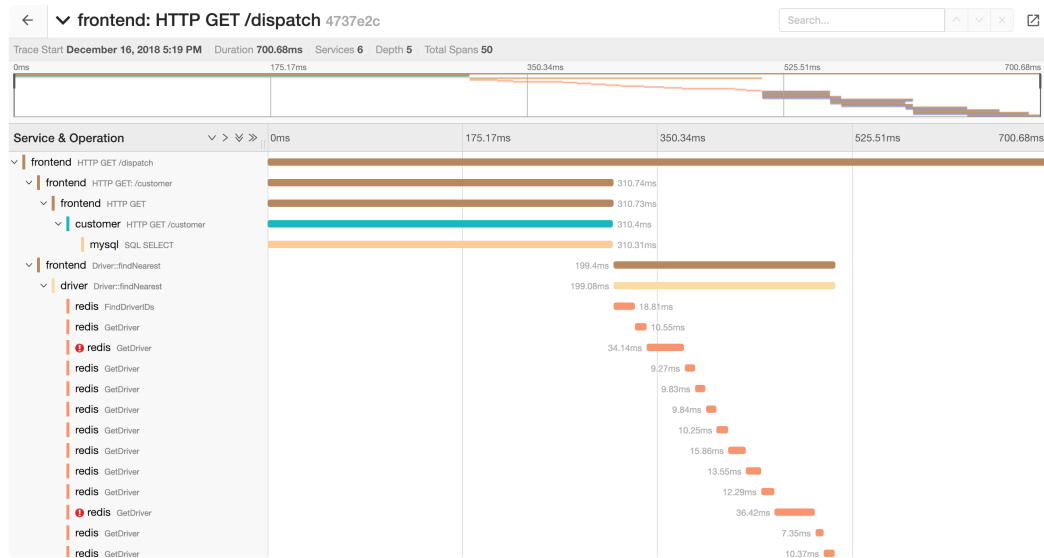 frontend: HTTP GET /dispatch 4737e2c Search...
Trace Start December 16, 2018 5:19 PM Duration 700.68ms Services 6 Depth 5 Total Spans 50
0ms 175.17ms 350.34ms 525.51ms 700.68ms
Service & Operation 0ms 175.17ms 350.34ms 525.51ms 700.68ms
frontend HTTP GET /dispatch
frontend HTTP GET: /customer 310.74ms
frontend HTTP GET 310.73ms
customer HTTP GET /customer 310.4ms
mysql SQL SELECT 310.31ms
frontend Driver::findNearest 199.4ms
driver Driver::findNearest 199.08ms
redis FindDriverIDs 18.81ms
redis GetDriver 10.55ms
redis GetDriver 34.14ms
redis GetDriver 9.27ms
redis GetDriver 9.83ms
redis GetDriver 9.84ms
redis GetDriver 10.25ms
redis GetDriver 15.86ms
redis GetDriver 13.55ms
redis GetDriver 12.29ms
redis GetDriver 36.42ms
redis GetDriver 7.35ms
redis GetDriver 10.37ms